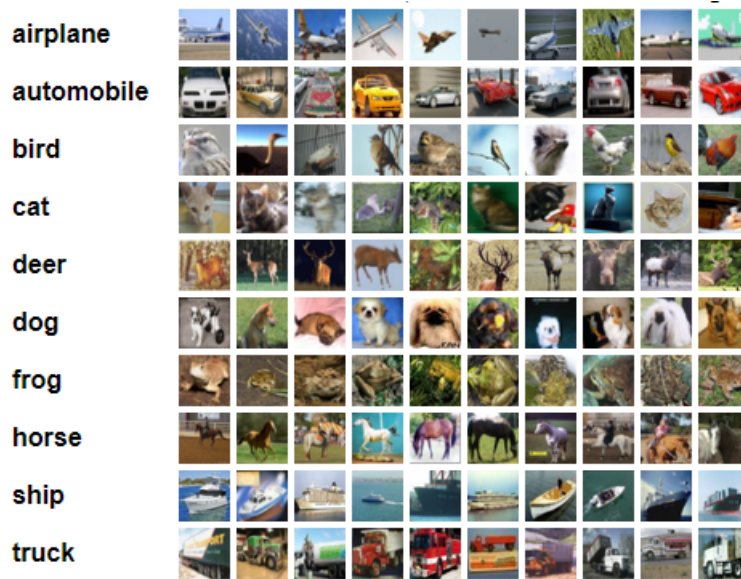 airplane
automobile
bird
cat
deer
dog
frog
horse
ship
truck